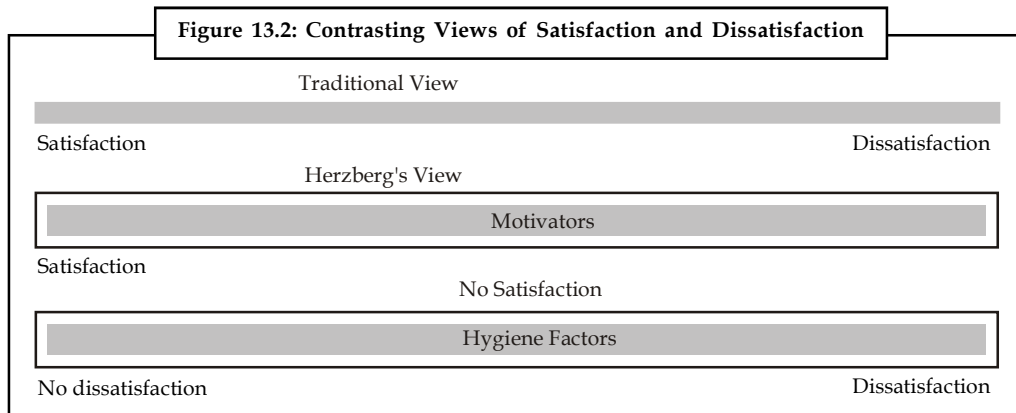 Figure 13.2: Contrasting Views of Satisfaction and Dissatisfaction
Traditional View
Satisfaction Dissatisfaction
Herzberg's View
Motivators
Satisfaction
No Satisfaction
Hygiene Factors
No dissatisfaction Dissatisfaction